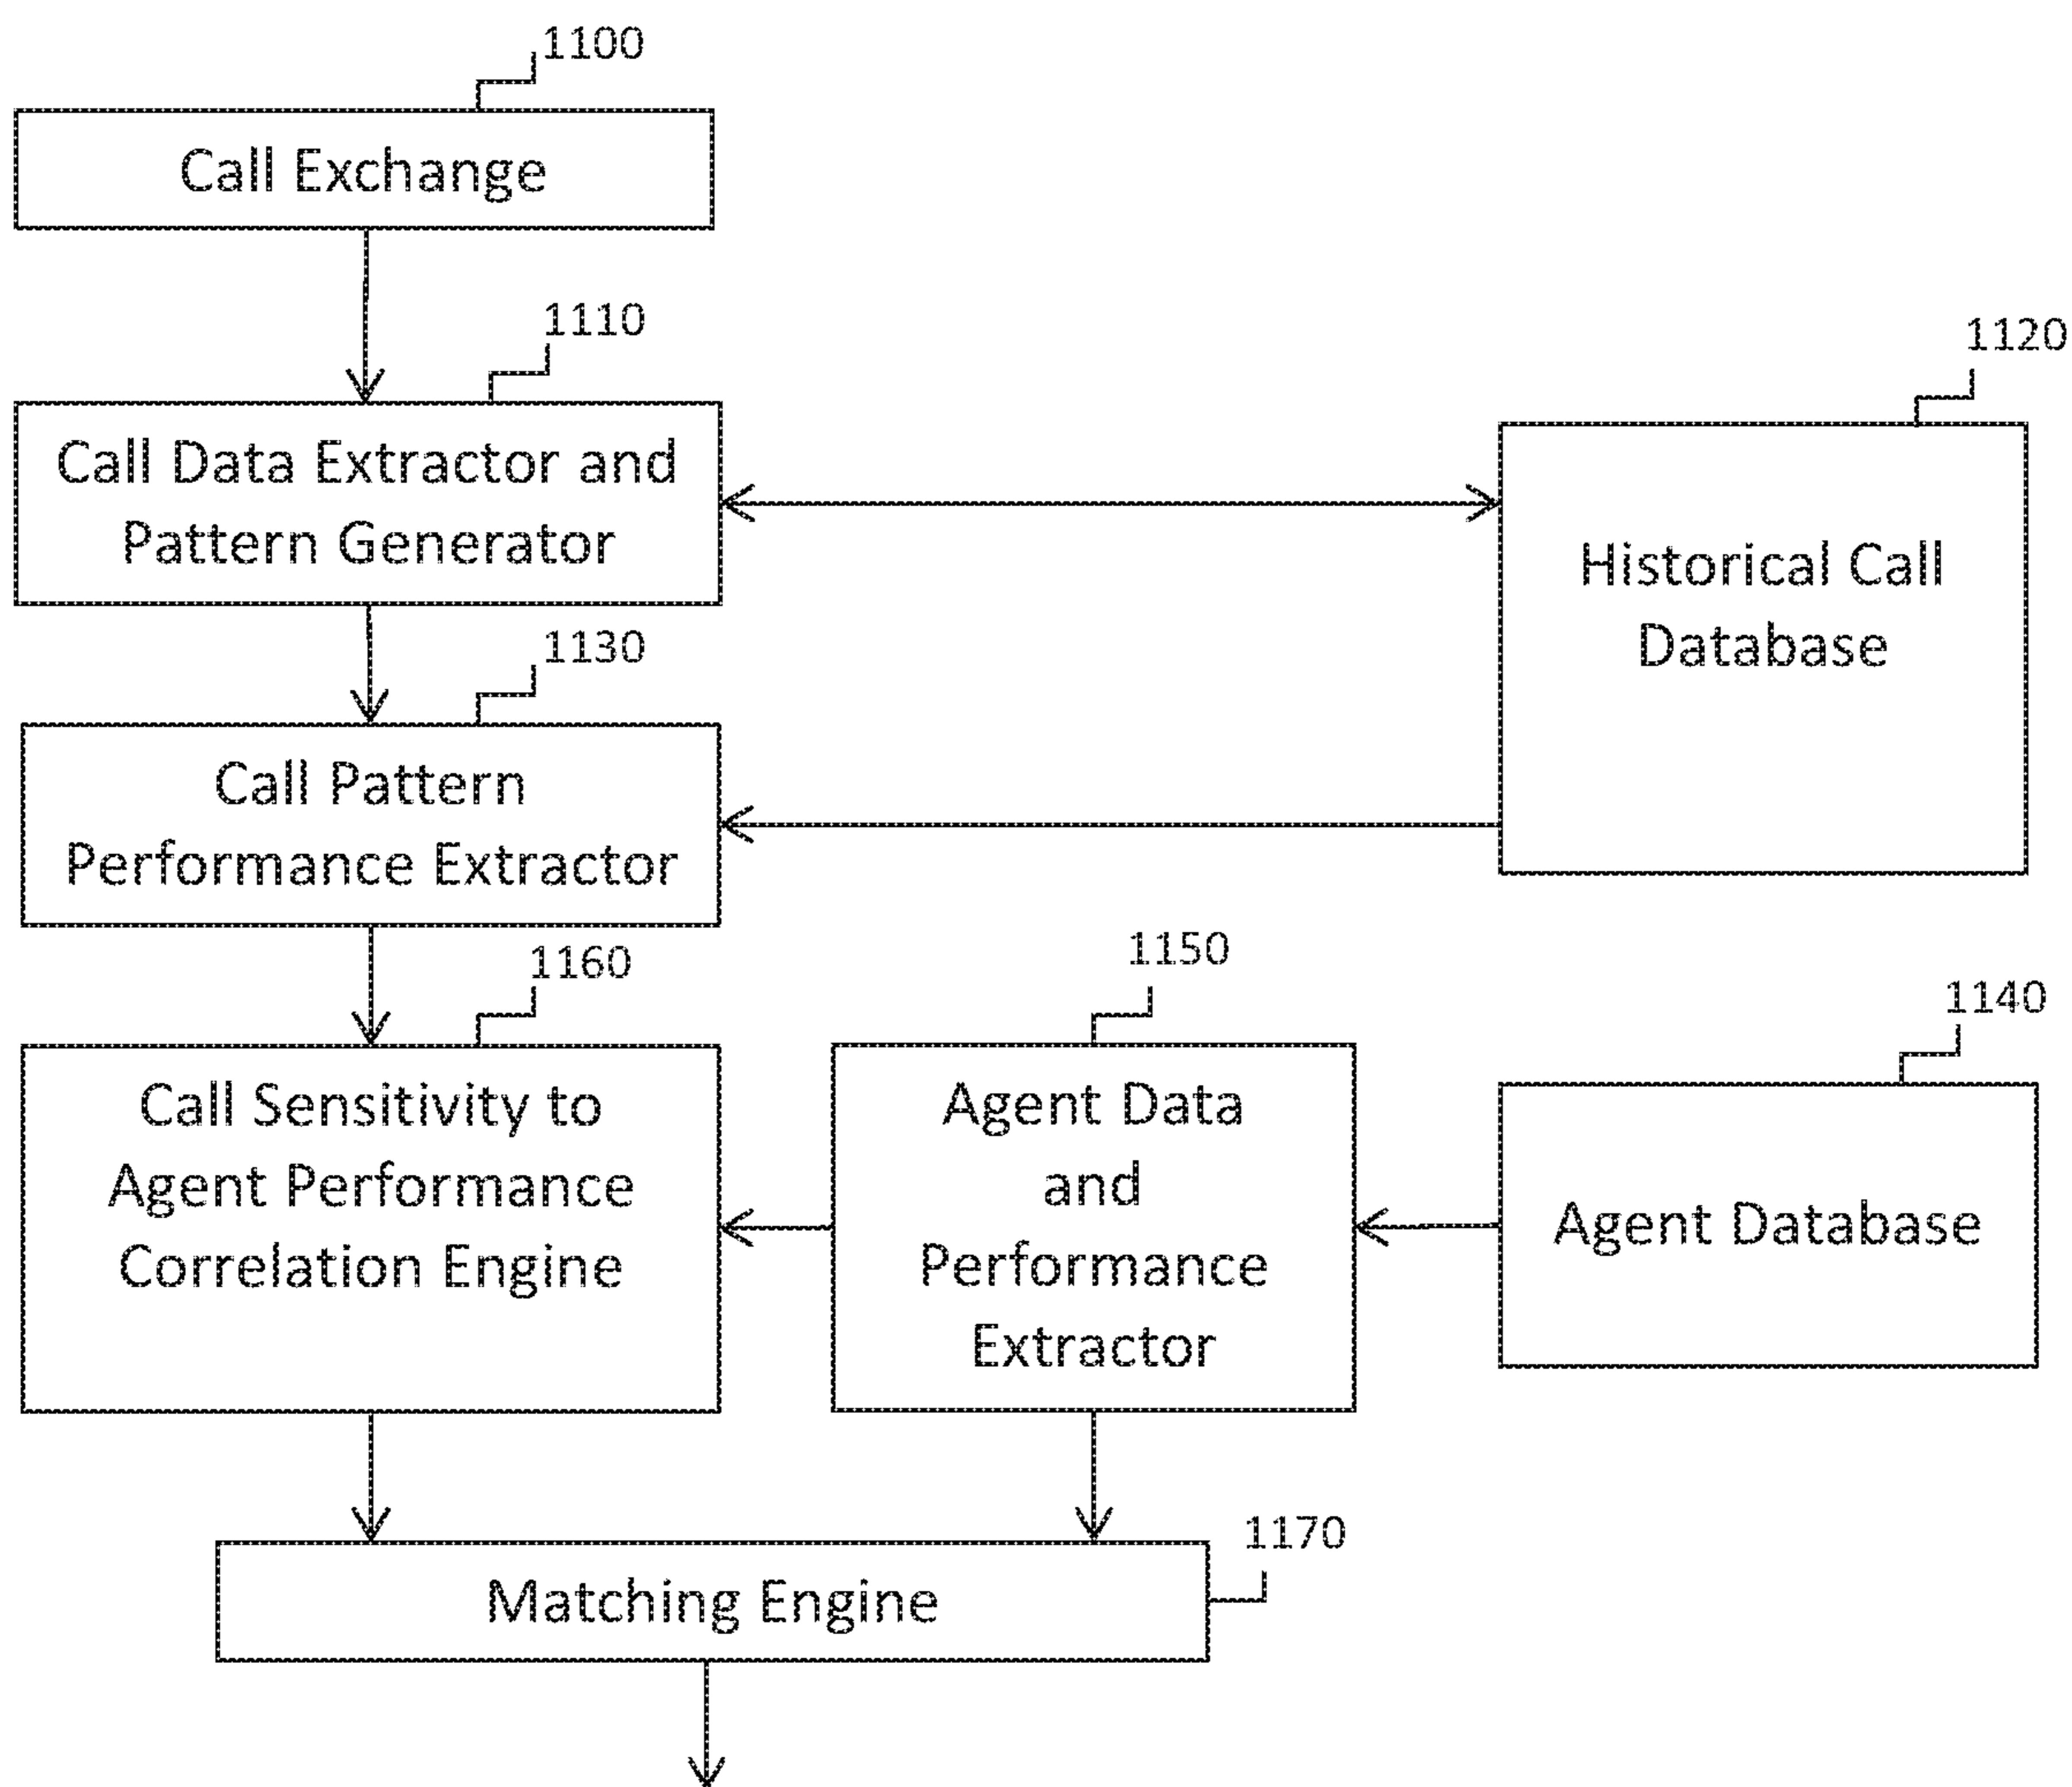 1100
Call Exchange
1110
1120
Call Data Extractor and
Pattern Generator
Historical Call
Database
1130
Call Pattern
Performance Extractor
1160
1150
1140
Call Sensitivity to
Agent Performance
Correlation Engine
Agent Data
and
Performance
Extractor
Agent Database
1170
Matching Engine